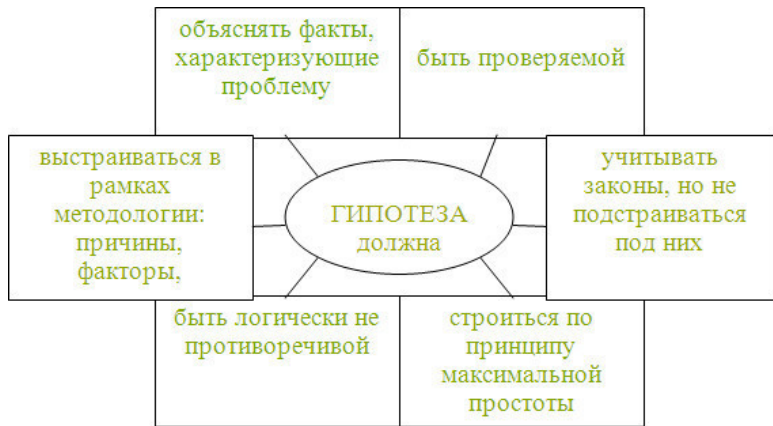 объяснять факты,
характеризующие
проблему
быть проверяемой
выстраиваться в
рамках
методологии:
причины,
факторы,
ГИПОТЕЗА
должна
учитывать
законы, но не
подстраиваться
под них
быть логически не
противоречивой
строиться по
принципу
максимальной
простоты